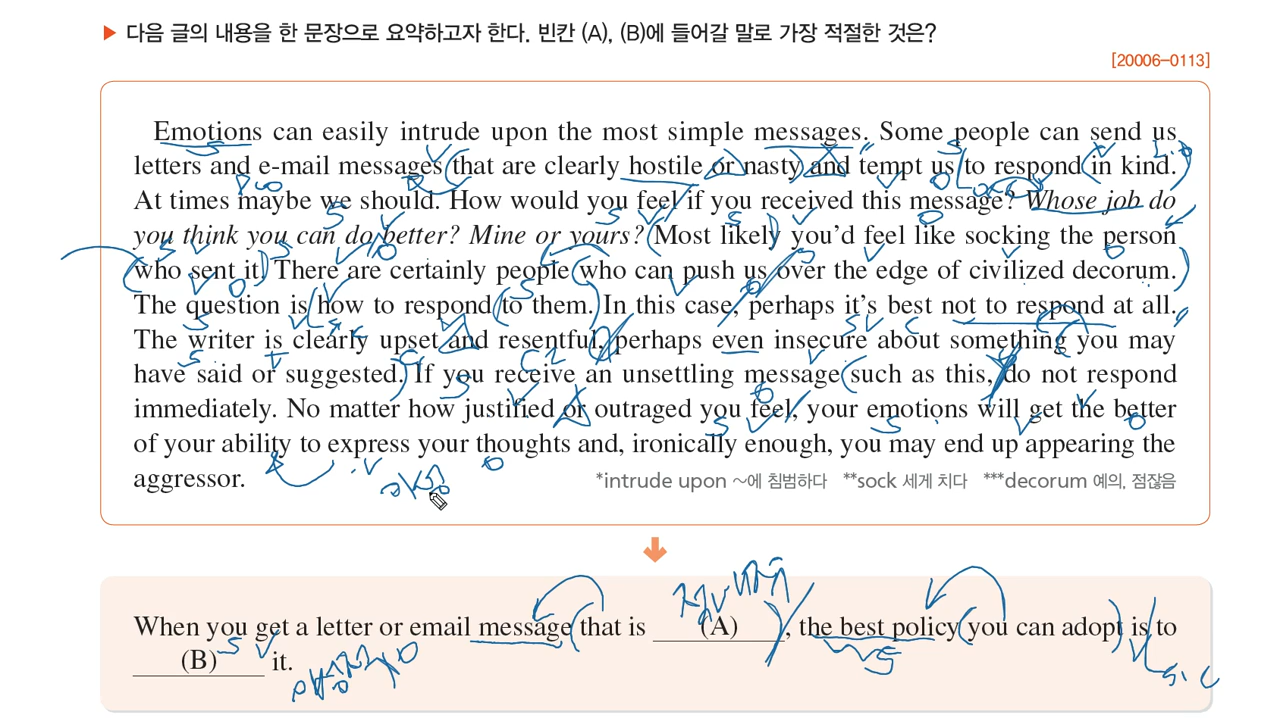 ▶ 다음 글의 내용을 한 문장으로 요약하고자 한다. 빈칸 (A), (B)에 들어갈 말로 가장 적절한 것은?
[20006-0113]
Emotions can easily intrude upon the most simple messages. Some people can send us
letters and e-mail messages that are clearly hostile or nasty and tempt us to respond in kind.
At times maybe we should. How would you feel if you received this message? Whose job do
you think you can do better? Mine or yours? Most likely you'd feel like socking the person
who sent it. There are certainly people who can push us over the edge of civilized decorum.
The question is how to respond to them. In this case, perhaps it's best not to respond at all.
The writer is clearly upset and resentful, perhaps even insecure about something you may
have said or suggested. If you receive an unsettling message such as this, do not respond
immediately. No matter how justified or outraged you feel, your emotions will get the better
of your ability to express your thoughts and, ironically enough, you may end up appearing the
aggressor.
*intrude upon ~에 침범하다 **sock 세게 치다 ***decorum 예의, 점잖음
When you get a letter or email message that is (A) , the best policy you can adopt is to
(B) it.